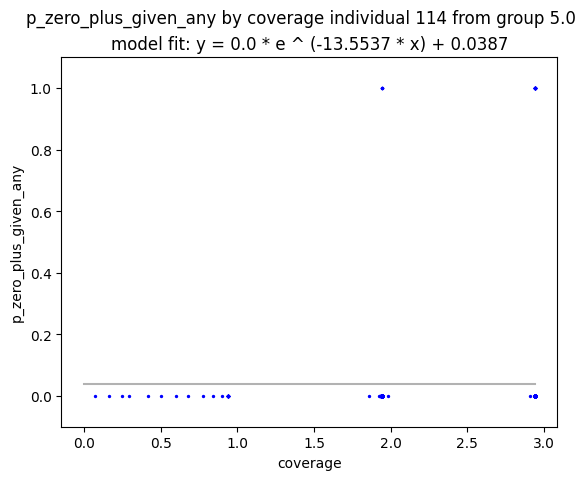 p_zero_plus_given_any by coverage individual 114 from group 5.0
model fit: y = 0.0 * e ^ (-13.5537 * x) + 0.0387
1.0
0.8
0.6
0.4
0.2
0.0
p_zero_plus_given_any
0.0 0.5 1.0 1.5 2.0 2.5 3.0
coverage